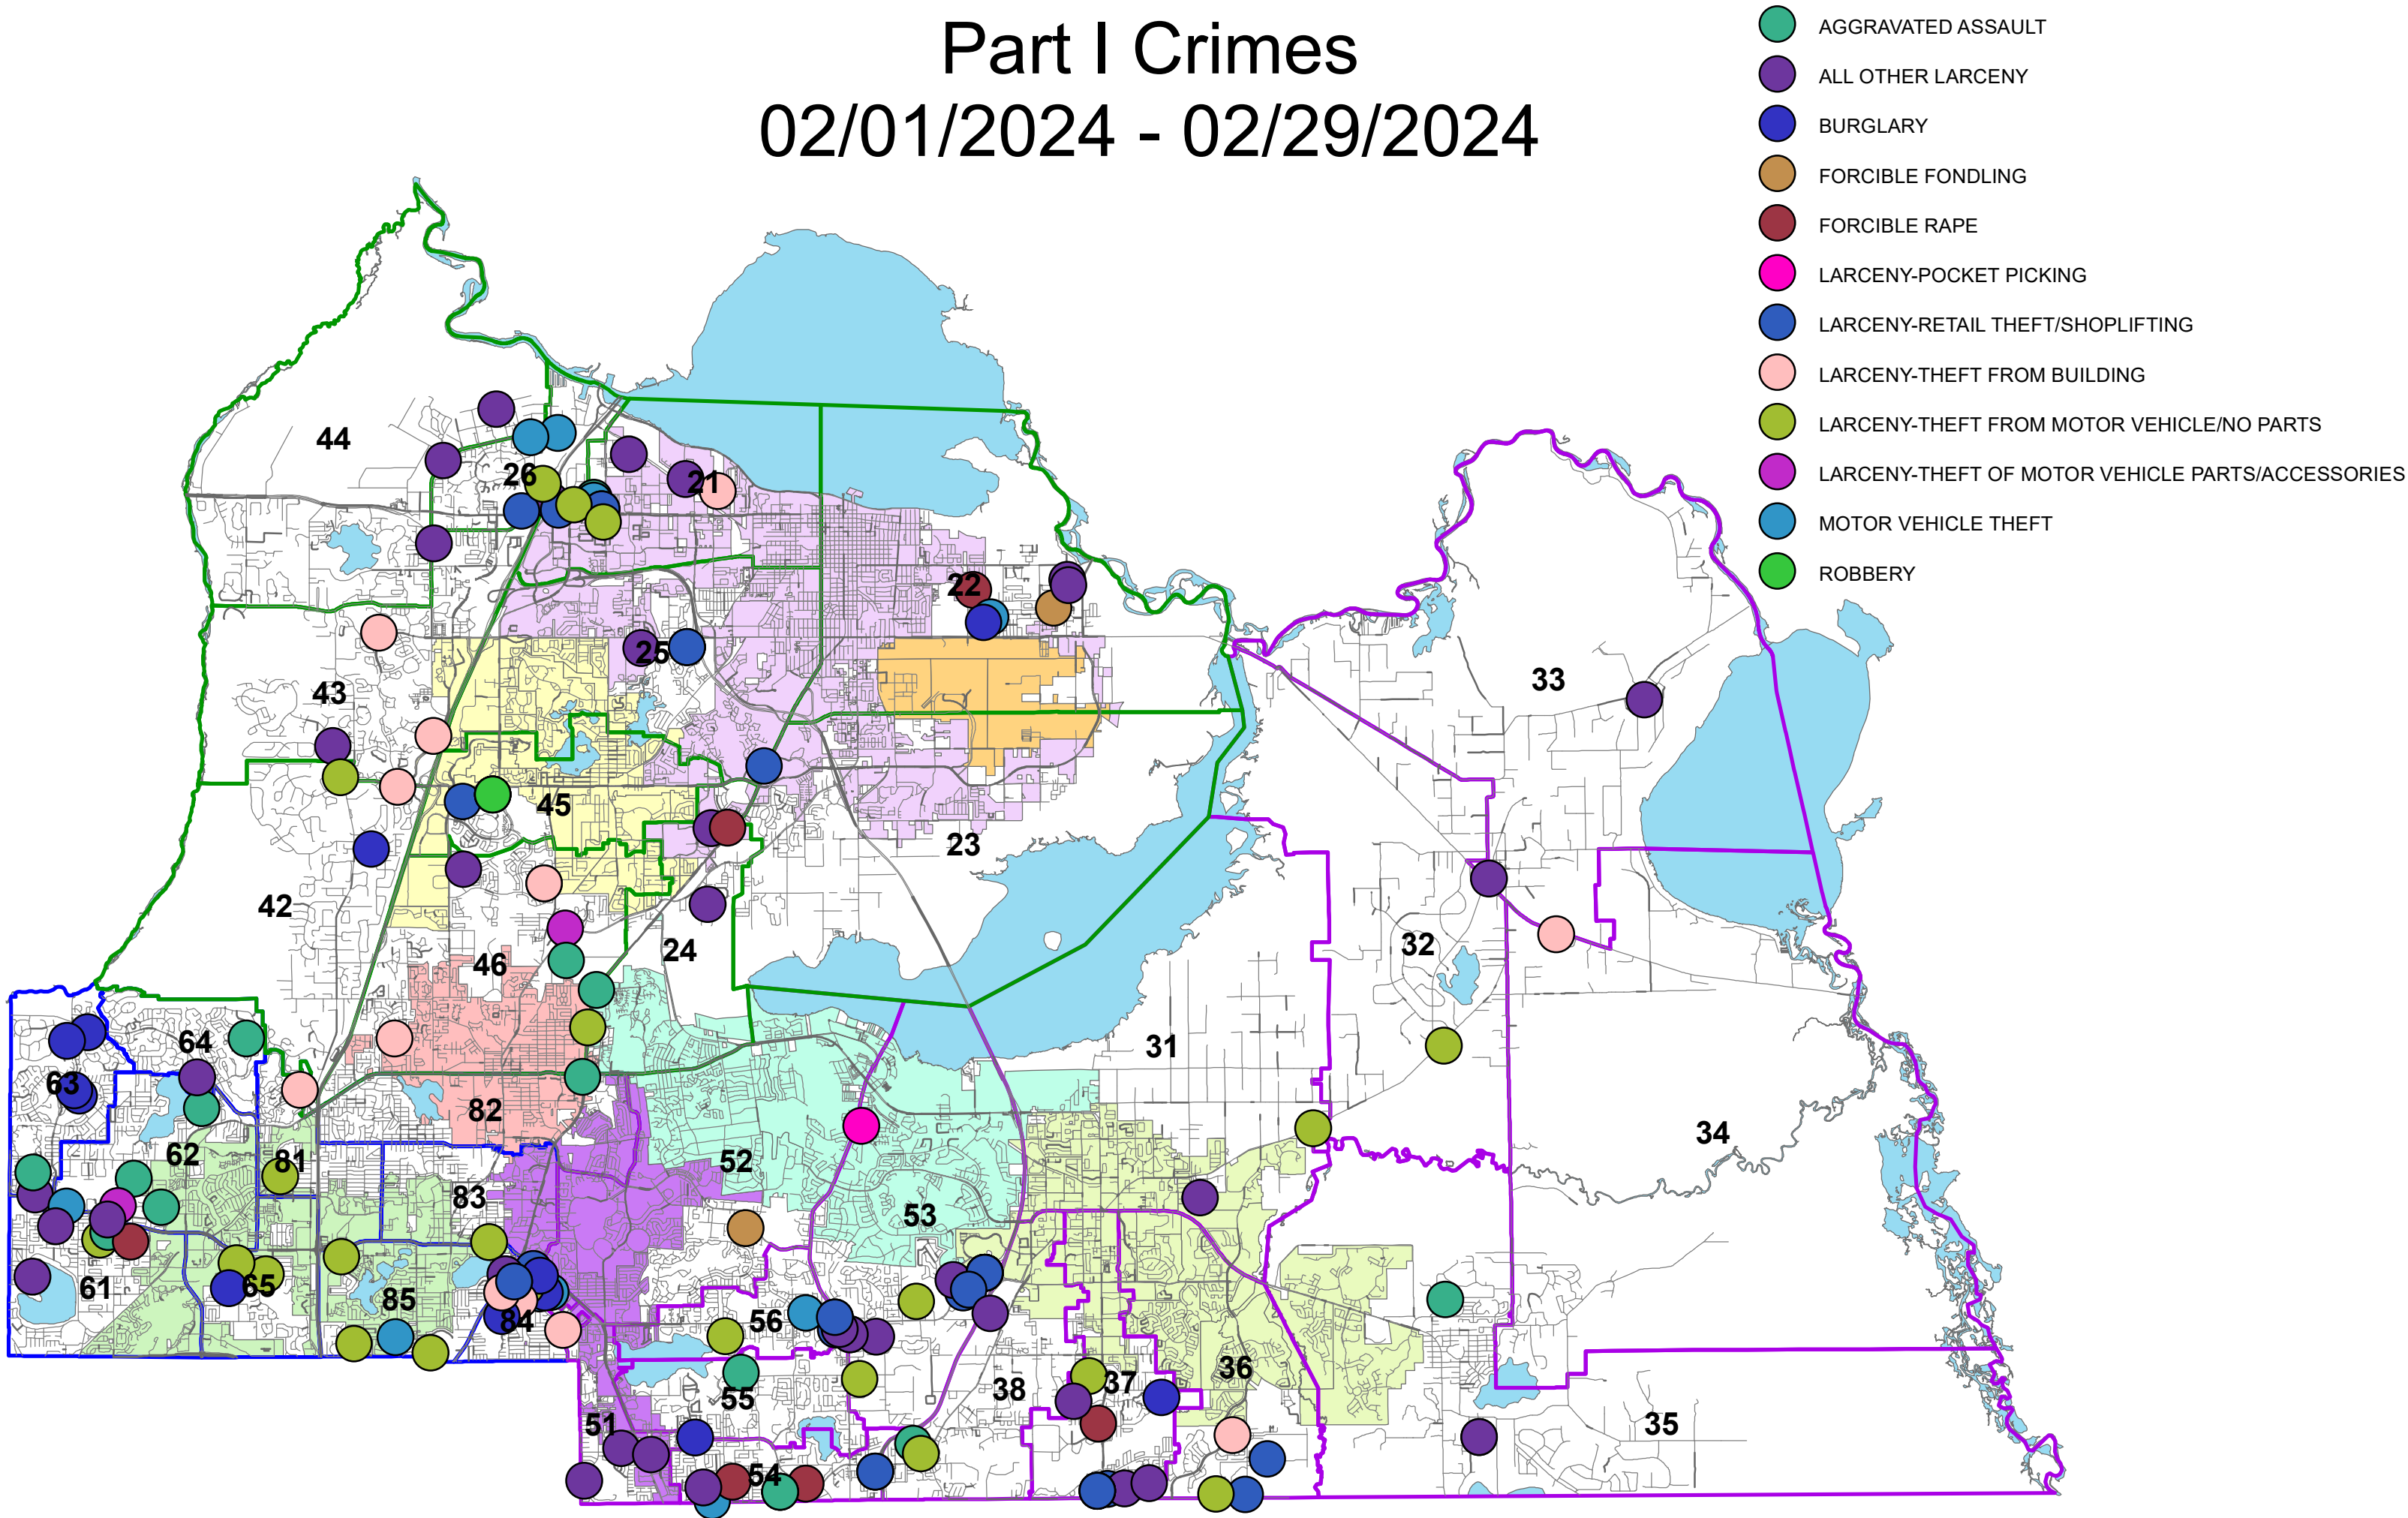 Part I Crimes
02/01/2024 - 02/29/2024
AGGRAVATED ASSAULT
ALL OTHER LARCENY
BURGLARY
FORCIBLE FONDLING
FORCIBLE RAPE
LARCENY-POCKET PICKING
LARCENY-RETAIL THEFT/SHOPLIFTING
LARCENY-THEFT FROM BUILDING
LARCENY-THEFT FROM MOTOR VEHICLE/NO PARTS
LARCENY-THEFT OF MOTOR VEHICLE PARTS/ACCESSORIES
MOTOR VEHICLE THEFT
ROBBERY
44
26
21
22
25
33
43
45
23
42
24
32
46
64
31
63
82
34
62
81
52
83
53
61
65
85
84
56
36
37
38
55
51
35
54